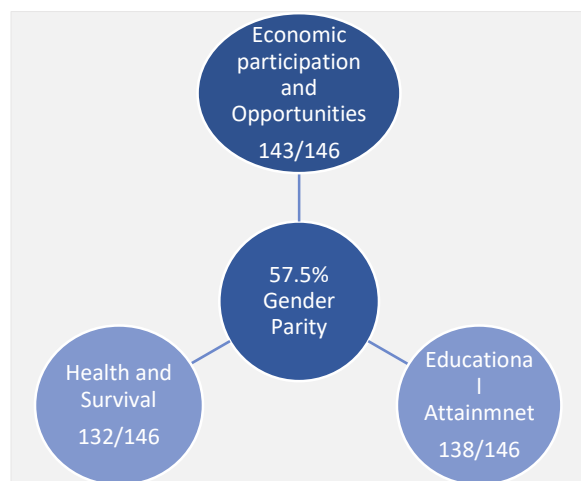 Economic
participation
and
Opportunities
143/146
57.5%
Gender
Parity
Health and
Survival
132/146
Educationa
l
Attainmnet
138/146